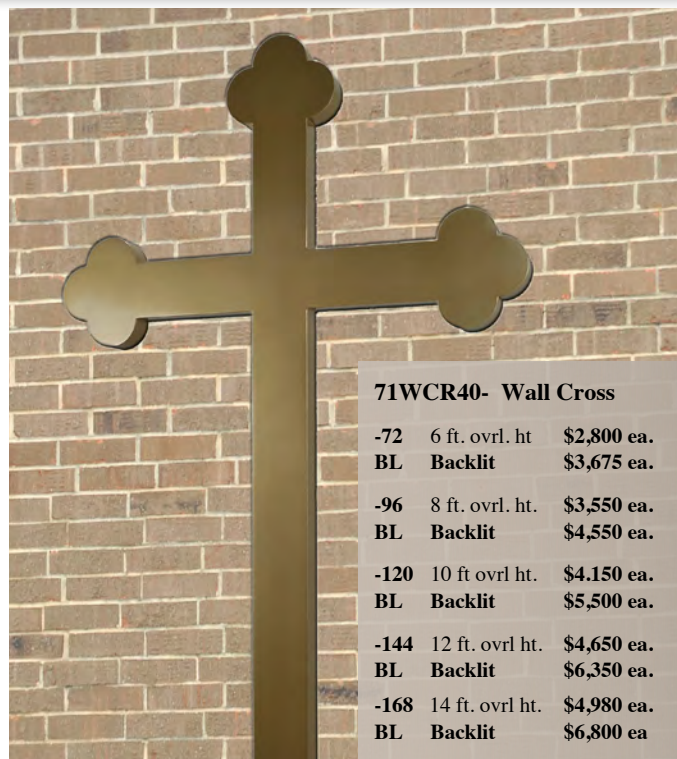 71WCR40- Wall Cross
-72 6 ft. ovrl. ht $2,800 ea.
BL Backlit $3,675 ea.
-96 8 ft. ovrl. ht. $3,550 ea.
BL Backlit $4,550 ea.
-120 10 ft ovrl ht. $4.150 ea.
BL Backlit $5,500 ea.
-144 12 ft. ovrl ht. $4,650 ea.
BL Backlit $6,350 ea.
-168 14 ft. ovrl ht. $4,980 ea.
BL Backlit $6,800 ea